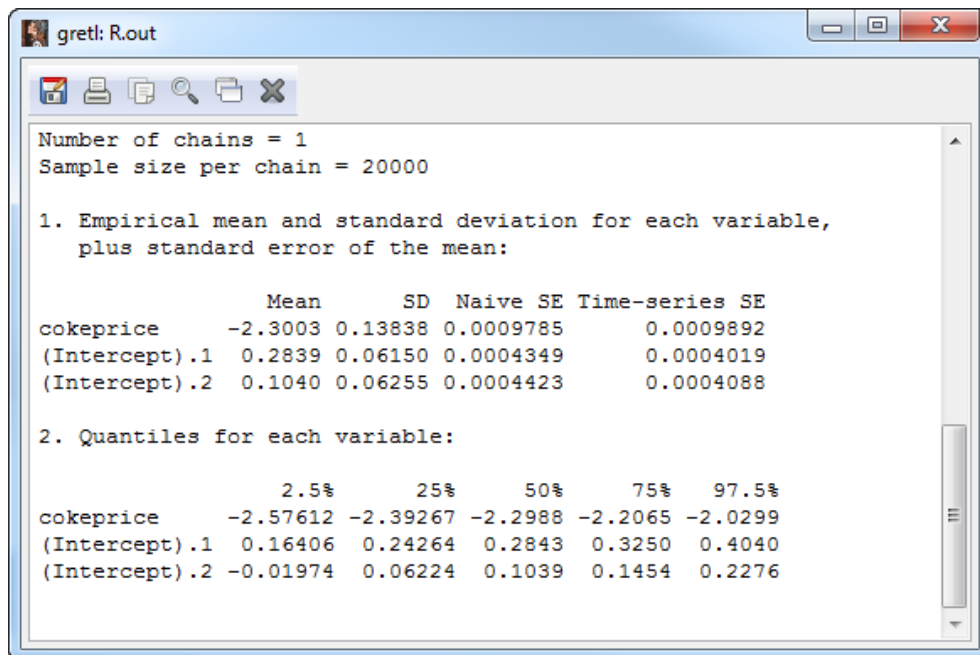 gretl: R.out
Number of chains = 1
Sample size per chain = 20000
1. Empirical mean and standard deviation for each variable,
plus standard error of the mean:
Mean SD Naive SE Time-series SE
cokeprice -2.3003 0.13838 0.0009785 0.0009892
(Intercept).1 0.2839 0.06150 0.0004349 0.0004019
(Intercept).2 0.1040 0.06255 0.0004423 0.0004088
2. Quantiles for each variable:
2.5% 25% 50% 75% 97.5%
cokeprice -2.57612 -2.39267 -2.2988 -2.2065 -2.0299
(Intercept).1 0.16406 0.24264 0.2843 0.3250 0.4040
(Intercept).2 -0.01974 0.06224 0.1039 0.1454 0.2276